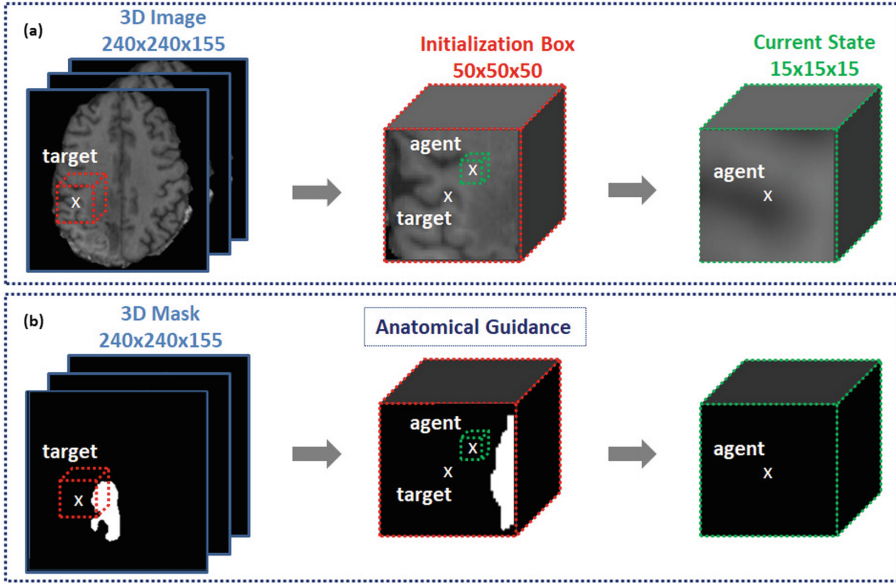 (a)
3D Image
240x240x155
target
x
Initialization Box
50x50x50
agent
x
x
target
Current State
15x15x15
agent
x
(b)
3D Mask
240x240x155
target
x
Anatomical Guidance
agent
x
x
target
agent
x